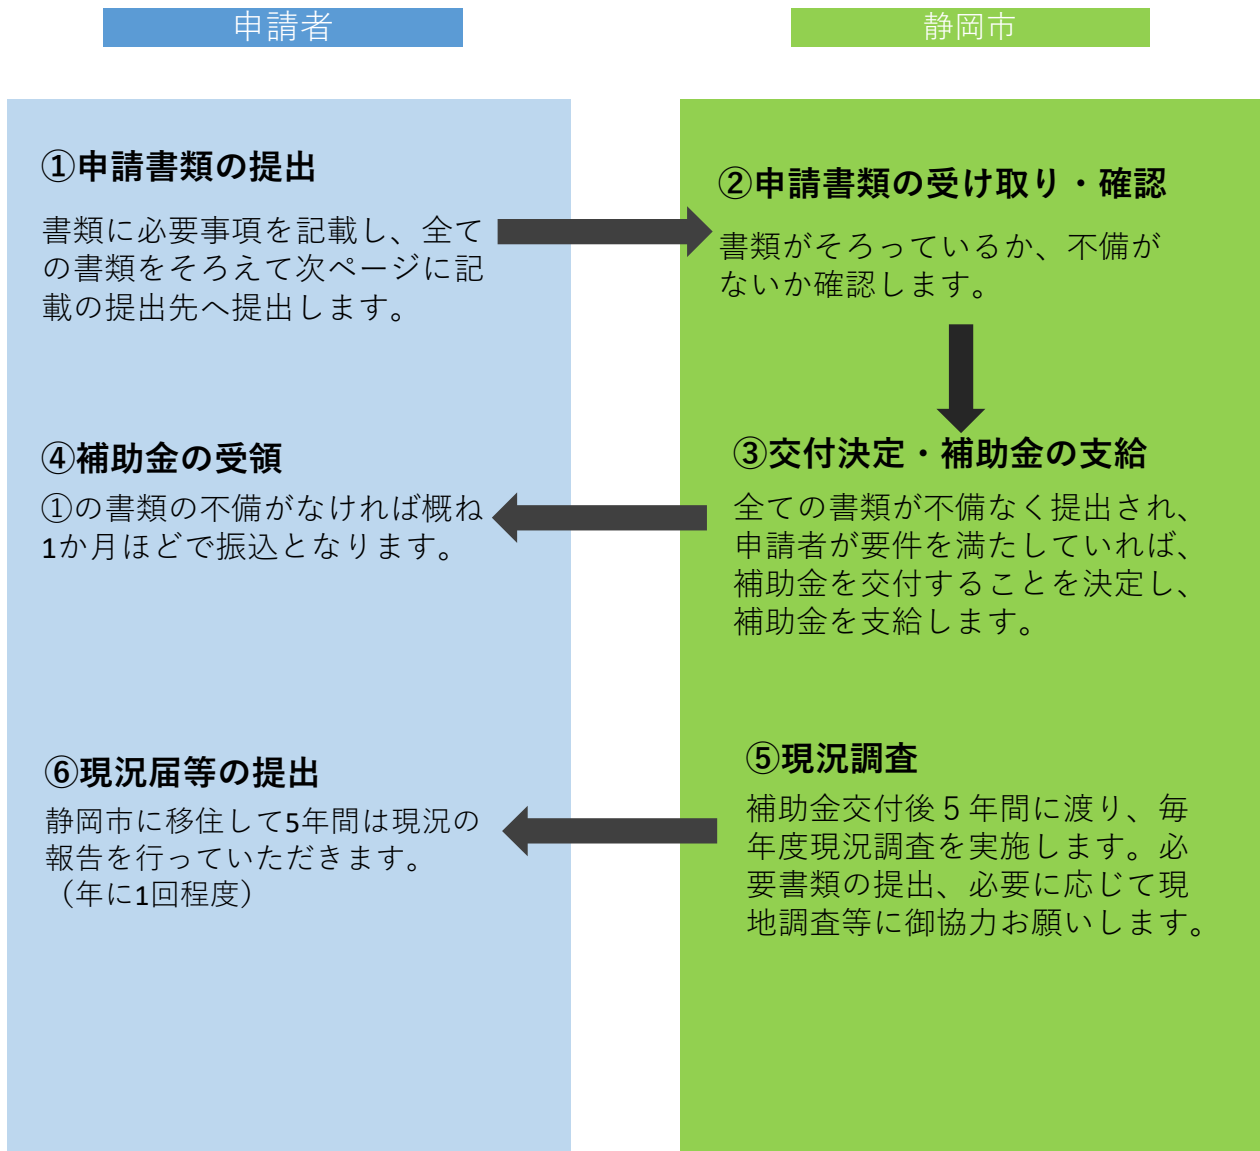 申請者
静岡市
①申請書類の提出
書類に必要事項を記載し、全て
の書類をそろえて次ページに記
載の提出先へ提出します。
②申請書類の受け取り・確認
書類がそろっているか、不備が
ないか確認します。
③交付決定・補助金の支給
全ての書類が不備なく提出され、
申請者が要件を満たしていれば、
補助金を交付することを決定し、
補助金を支給します。
④補助金の受領
①の書類の不備がなければ概ね
1か月ほどで振込となります。
⑤現況調査
補助金交付後５年間に渡り、毎
年度現況調査を実施します。必
要書類の提出、必要に応じて現
地調査等に御協力お願いします。
⑥現況届等の提出
静岡市に移住して5年間は現況の
報告を行っていただきます。
（年に1回程度）